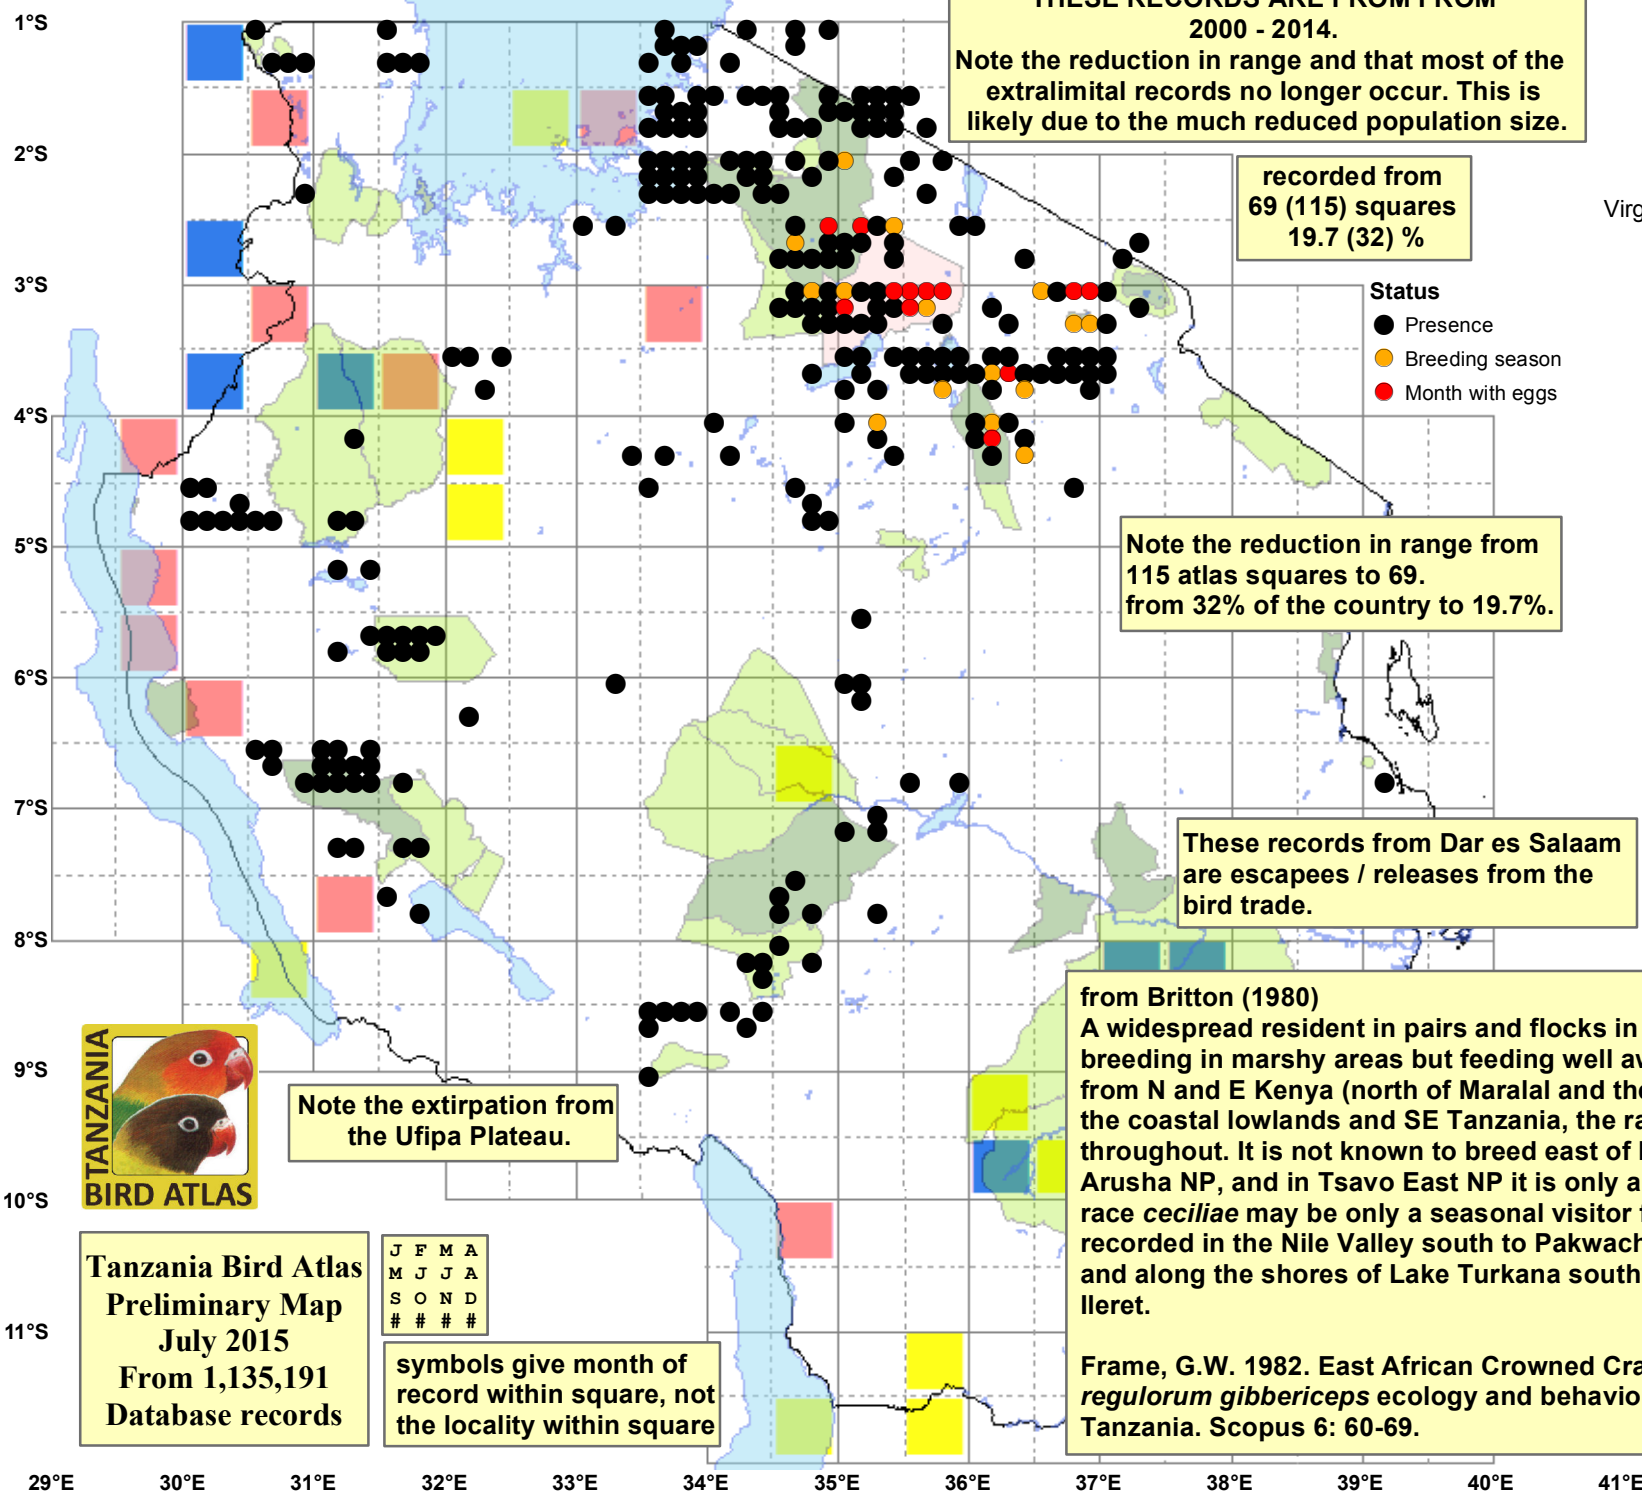 THESE RECORDS ARE FROM FROM
2000 - 2014.
Note the reduction in range and that most of the
extralimital records no longer occur. This is
likely due to the much reduced population size.
recorded from
69 (115) squares
19.7 (32) %
Virg
Status
Presence
Breeding season
Month with eggs
Note the reduction in range from
115 atlas squares to 69.
from 32% of the country to 19.7%.
These records from Dar es Salaam
are escapees / releases from the
bird trade.
from Britton (1980)
A widespread resident in pairs and flocks in
breeding in marshy areas but feeding well
from N and E Kenya (north of Maralal and
the coastal lowlands and SE Tanzania, the
throughout. It is not known to breed east of
Arusha NP, and in Tsavo East NP it is only a
race ceciliae may be only a seasonal visitor
recorded in the Nile Valley south to Pakwach
and along the shores of Lake Turkana south
lleret.
Frame, G.W. 1982. East African Crowned
regulorum gibbericeps ecology and
Tanzania. Scopus 6: 60-69.
Note the extirpation from
the Ufipa Plateau.
TANZANIA
BIRD ATLAS
Tanzania Bird Atlas
Preliminary Map
July 2015
From 1,135,191
Database records
J F M A
M J J A
S O N D
# # # #
symbols give month of
record within square, not
the locality within square
1°S
2°S
3°S
4°S
5°S
6°S
7°S
8°S
9°S
10°S
11°S
29°E 30°E 31°E 32°E 33°E 34°E 35°E 36°E 37°E 38°E 39°E 40°E 41°E